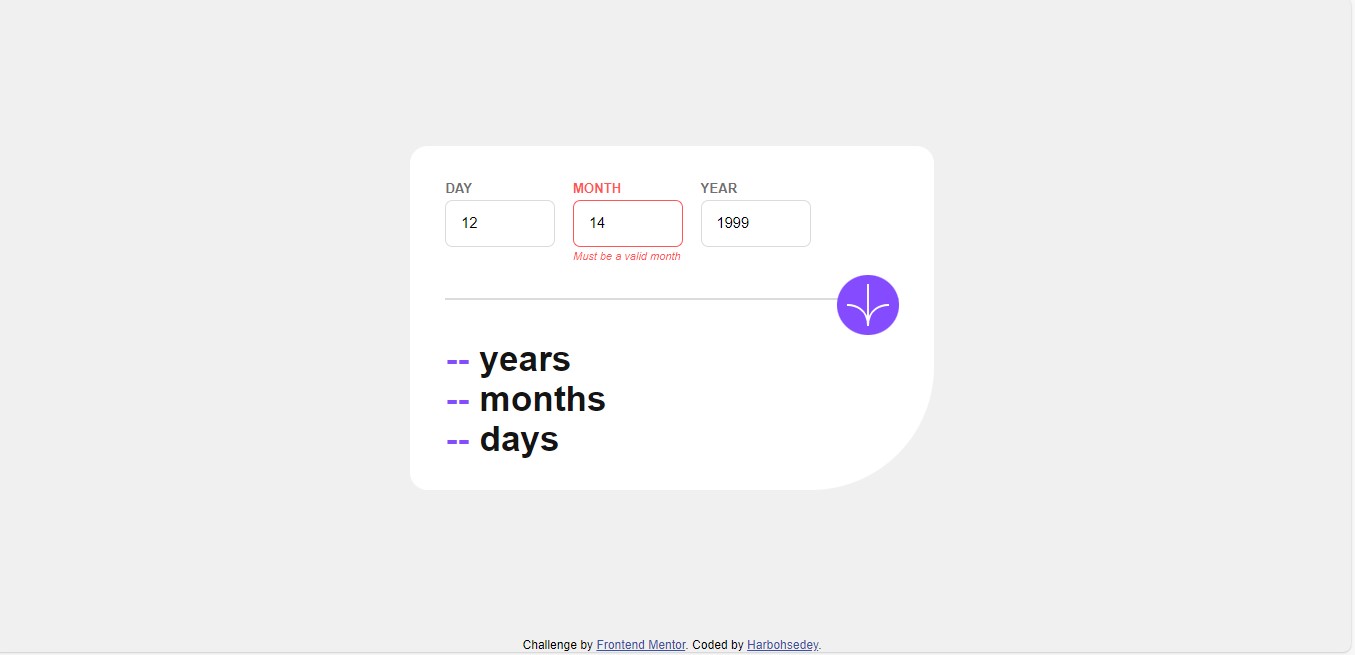 DAY MONTH YEAR
12 14 1999
Must be a valid month
-- years
-- months
-- days
Challenge by Frontend Mentor. Coded by Harbohsedey.